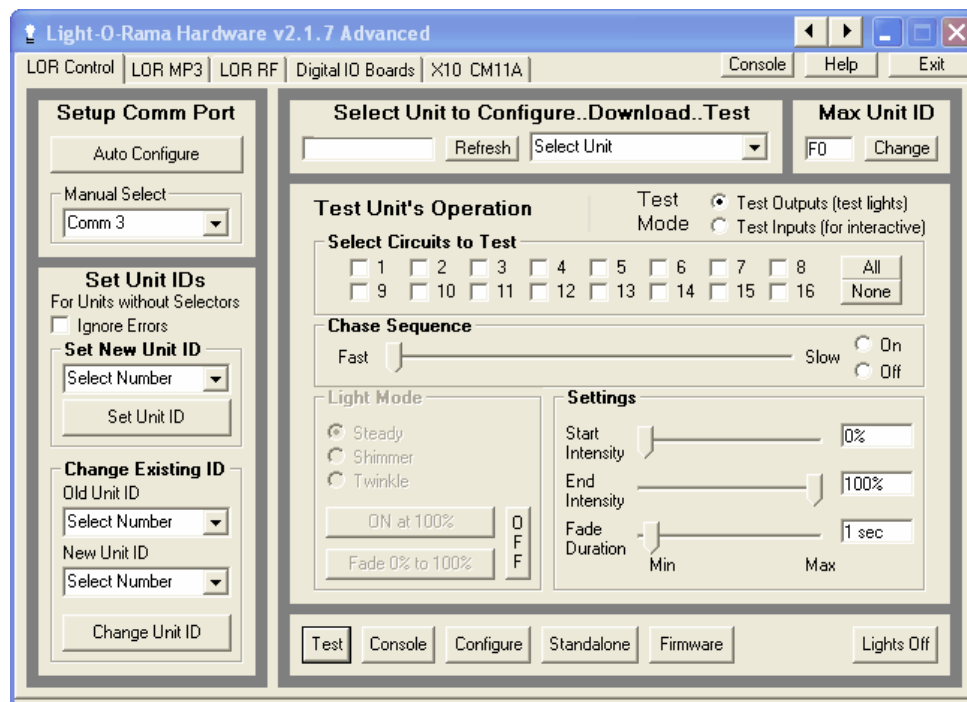 Light-O-Rama Hardware v2.1.7 Advanced
LOR Control LOR MP3 LOR RF Digital IO Boards X10 CM11A Console Help Exit
Setup Comm Port
Auto Configure
Manual Select
Comm 3
Set Unit IDs
For Units without Selectors
Ignore Errors
Set New Unit ID
Select Number
Set Unit ID
Change Existing ID
Old Unit ID
Select Number
New Unit ID
Select Number
Change Unit ID
Select Unit to Configure..Download..Test
Refresh Select Unit
Max Unit ID
F0 Change
Test Unit's Operation
Test Mode
Test Outputs (test lights)
Test Inputs (for interactive)
Select Circuits to Test
1 2 3 4 5 6 7 8 All
9 10 11 12 13 14 15 16 None
Chase Sequence
Fast Slow
On
Off
Light Mode
Steady
Shimmer
Twinkle
ON at 100%
Fade 0% to 100%
OFF
Settings
Start Intensity 0%
End Intensity 100%
Fade Duration 1 sec
Min Max
Test Console Configure Standalone Firmware Lights Off